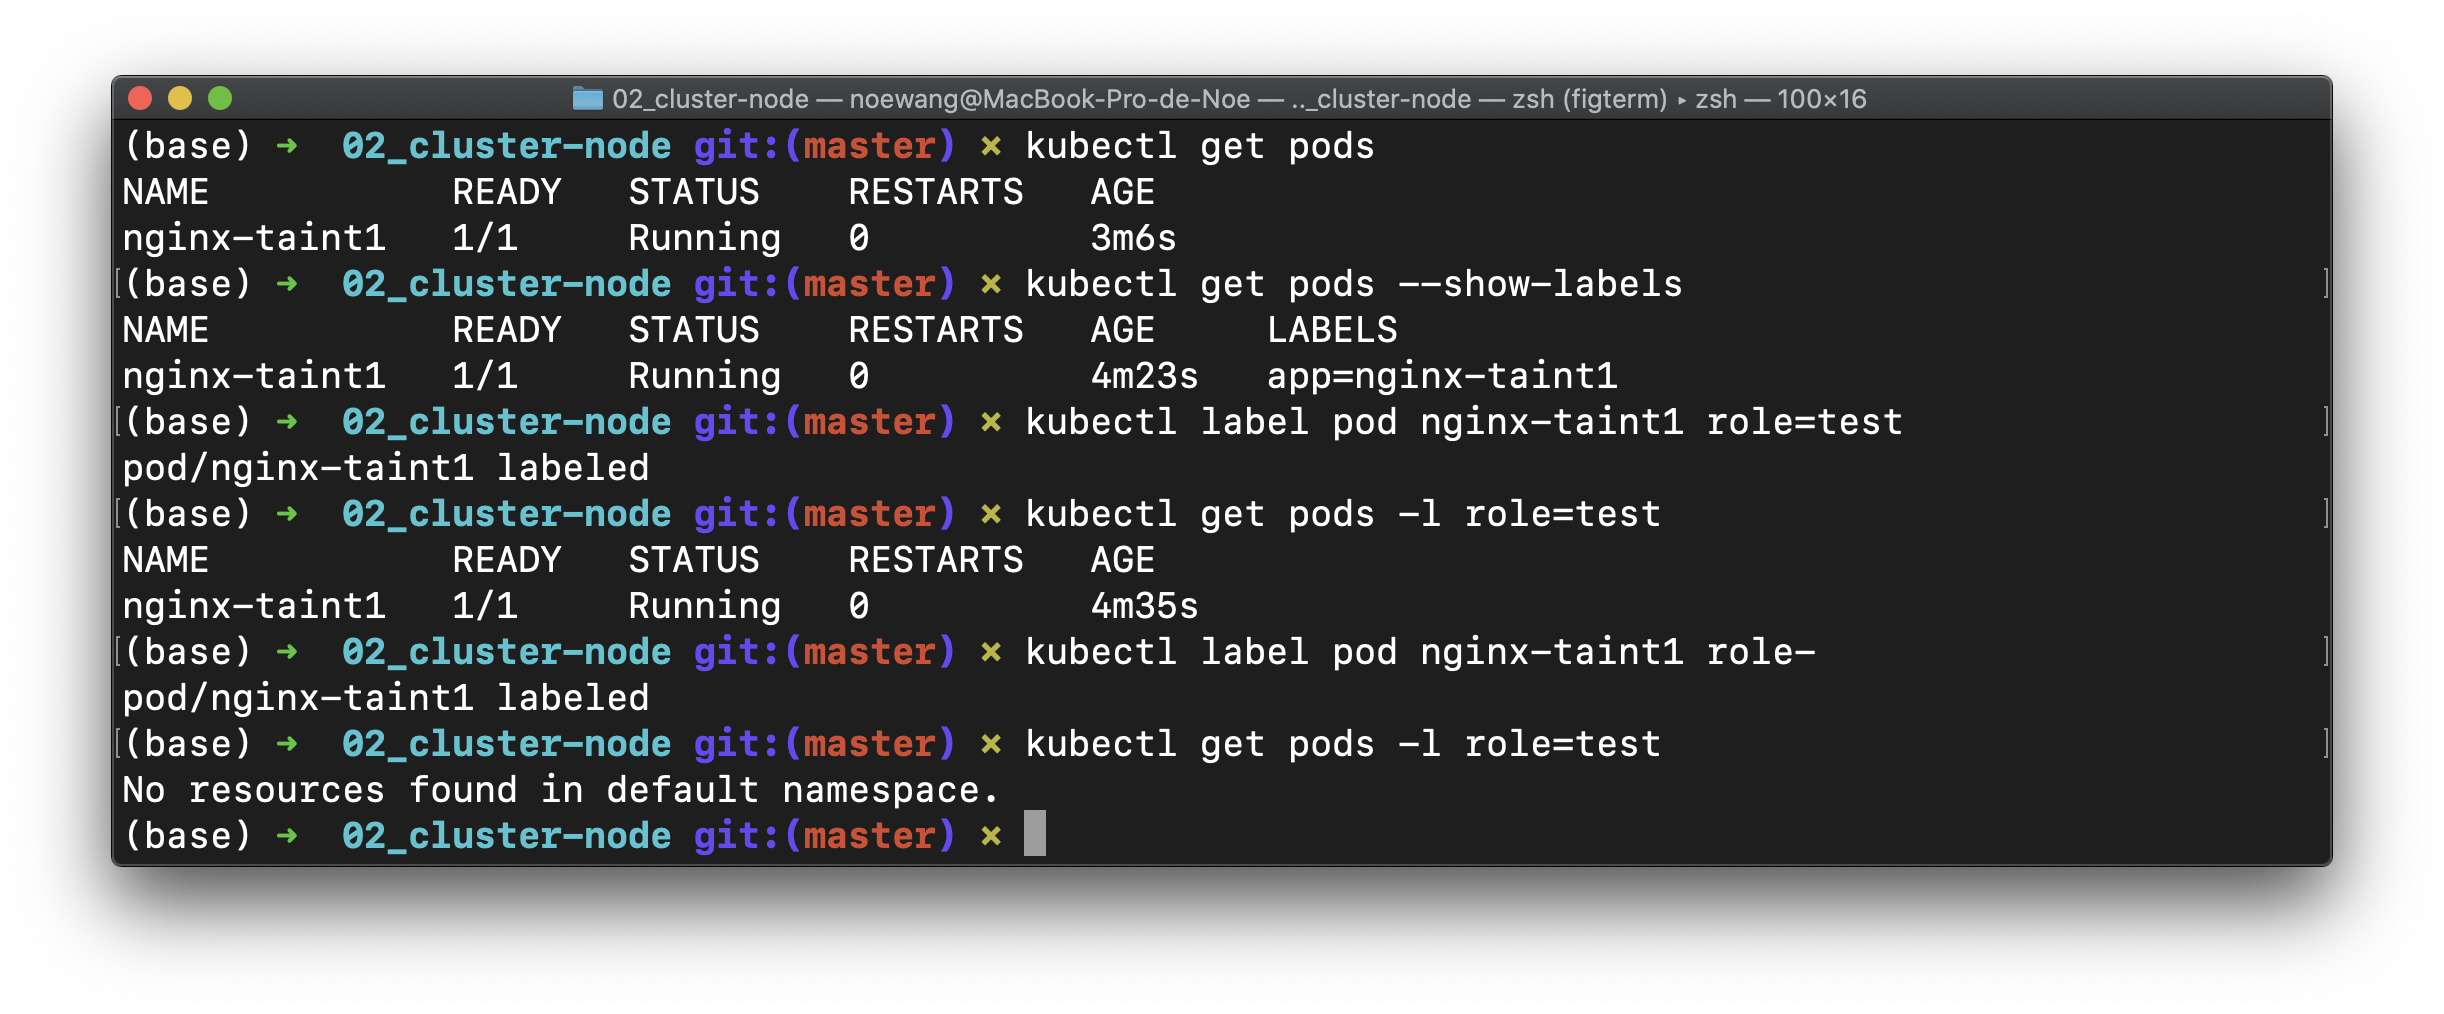 02_cluster-node — noewang@MacBook-Pro-de-Noe — .._cluster-node — zsh (figterm) ▸ zsh — 100×16
(base) ➜  02_cluster-node git:(master) ✗ kubectl get pods
NAME           READY   STATUS    RESTARTS   AGE
nginx-taint1   1/1     Running   0          3m6s
(base) ➜  02_cluster-node git:(master) ✗ kubectl get pods --show-labels
NAME           READY   STATUS    RESTARTS   AGE     LABELS
nginx-taint1   1/1     Running   0          4m23s   app=nginx-taint1
(base) ➜  02_cluster-node git:(master) ✗ kubectl label pod nginx-taint1 role=test
pod/nginx-taint1 labeled
(base) ➜  02_cluster-node git:(master) ✗ kubectl get pods -l role=test
NAME           READY   STATUS    RESTARTS   AGE
nginx-taint1   1/1     Running   0          4m35s
(base) ➜  02_cluster-node git:(master) ✗ kubectl label pod nginx-taint1 role-
pod/nginx-taint1 labeled
(base) ➜  02_cluster-node git:(master) ✗ kubectl get pods -l role=test
No resources found in default namespace.
(base) ➜  02_cluster-node git:(master) ✗